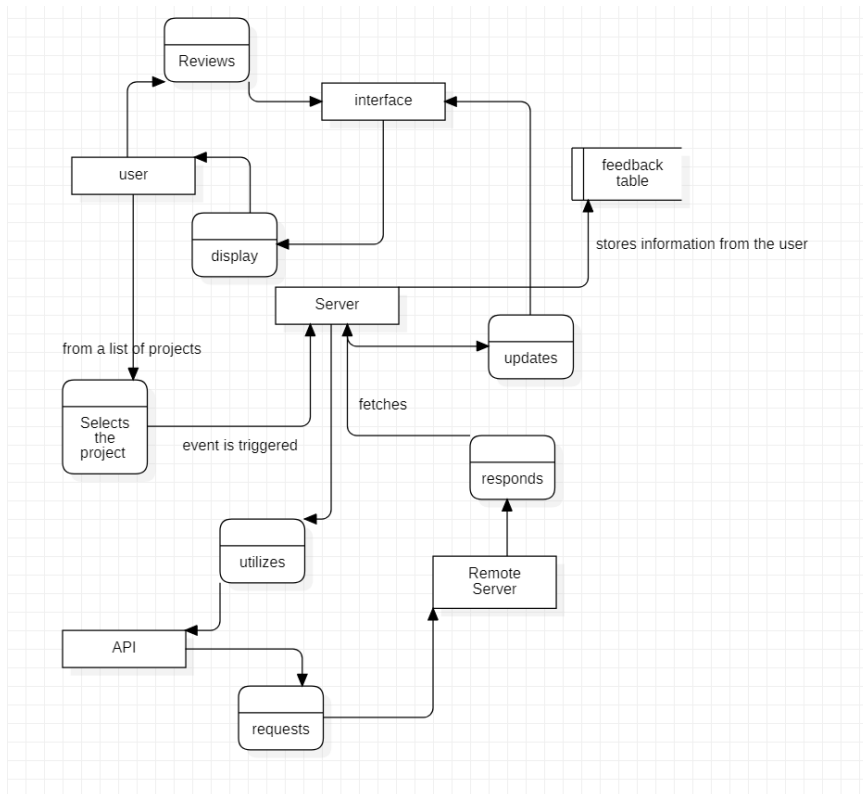 Reviews
interface
feedback
table
user
stores information from the user
display
Server
from a list of projects
updates
fetches
Selects
the
project
event is triggered
responds
utilizes
Remote
Server
API
requests